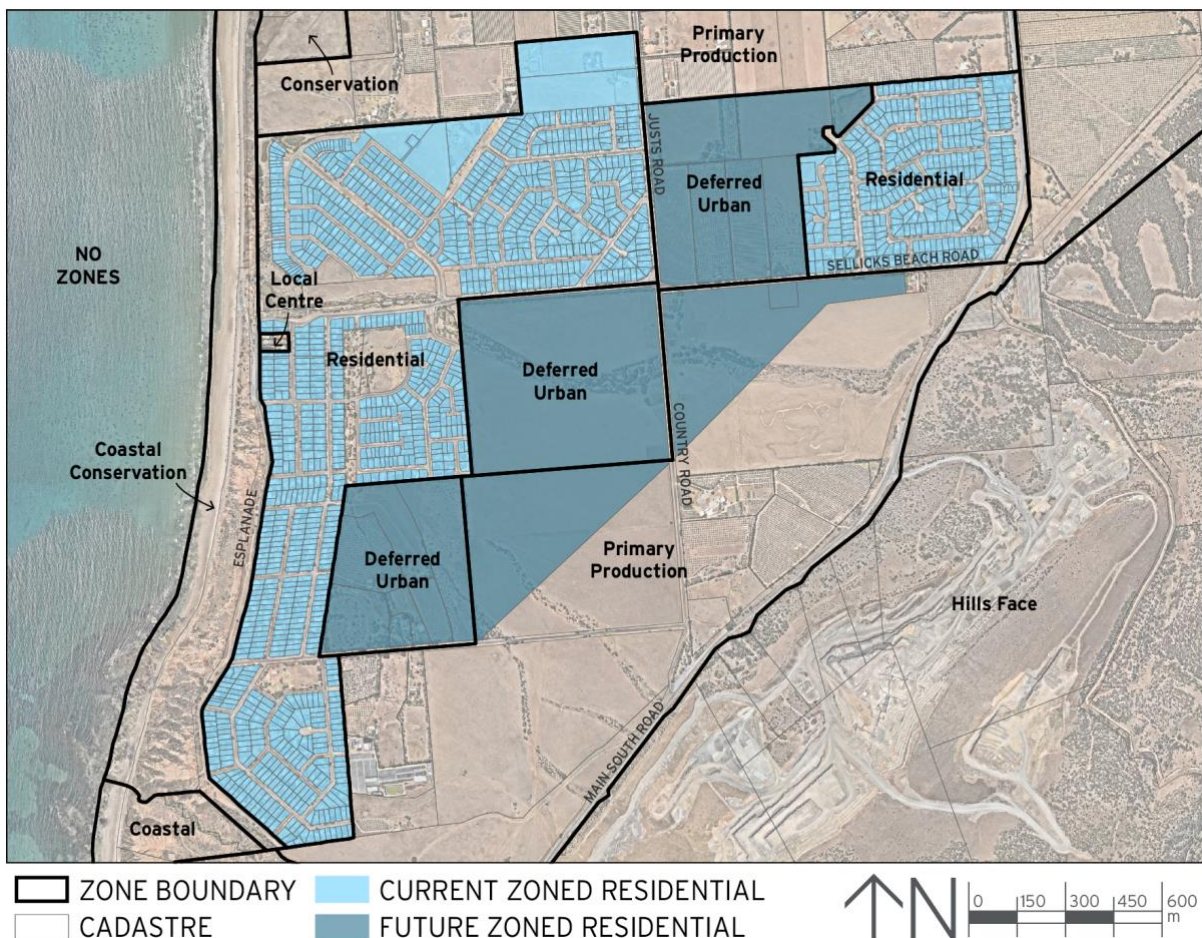 Primary
Production
Conservation
JUSTS ROAD
Deferred
Urban
Residential
NO
ZONES
SELLICKS BEACH ROAD
Local
Centre
Residential
Deferred
Urban
COUNTRY ROAD
Coastal
Conservation
ESPLANADE
Deferred
Urban
Primary
Production
Hills Face
MAIN SOUTH ROAD
Coastal
ZONE BOUNDARY
CURRENT ZONED RESIDENTIAL
CADASTRE
FUTURE ZONED RESIDENTIAL
N
0 150 300 450 600
m